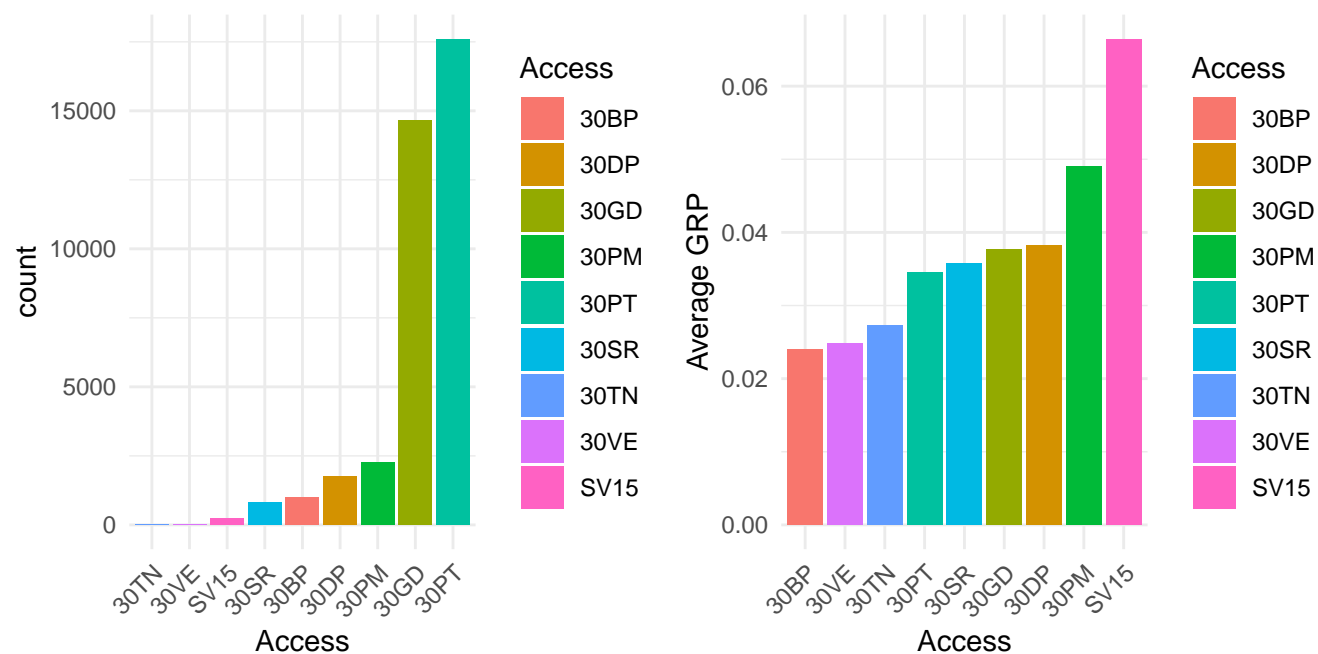 count
15000
10000
5000
0
30TN
30VE
SV15
30SR
30BP
30DP
30PM
30GD
30PT
Access
Access
30BP
30DP
30GD
30PM
30PT
30SR
30TN
30VE
SV15
Average GRP
0.06
0.04
0.02
0.00
30BP
30VE
30TN
30PT
30SR
30GD
30DP
30PM
SV15
Access
Access
30BP
30DP
30GD
30PM
30PT
30SR
30TN
30VE
SV15